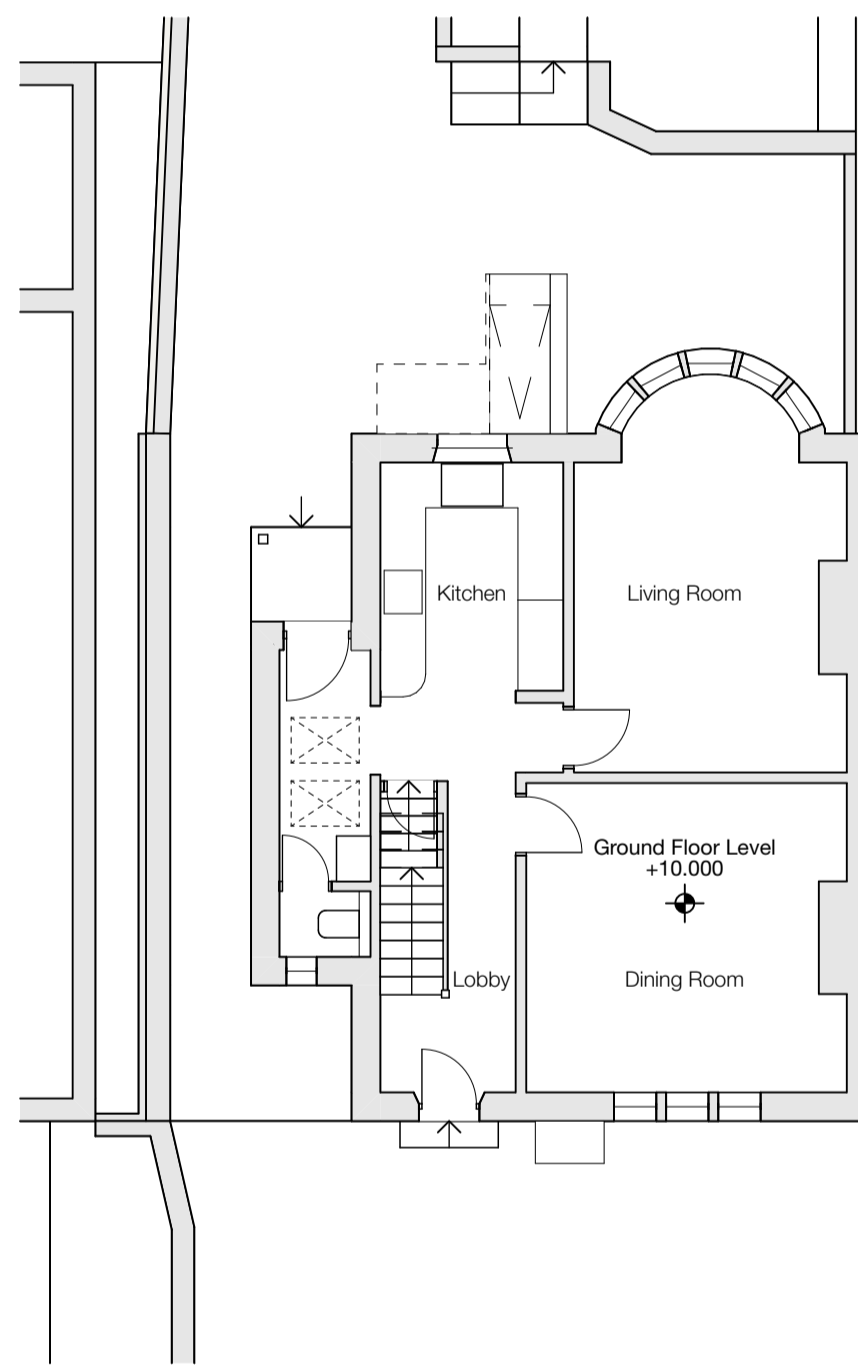 Kitchen
Living Room
Ground Floor Level
+10.000
Lobby
Dining Room